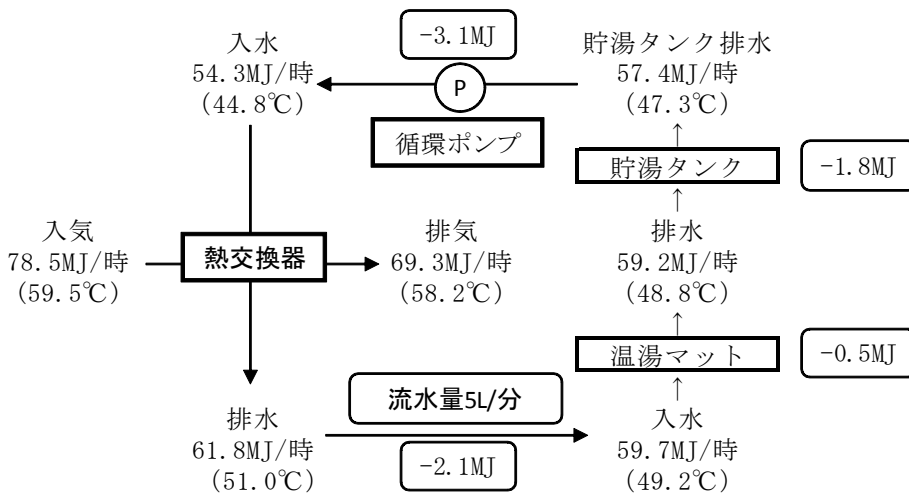 -3.1MJ
入水
54.3MJ/時
(44.8℃)
P
循環ポンプ
貯湯タンク排水
57.4MJ/時
(47.3℃)
↑
貯湯タンク
-1.8MJ
↑
入気
78.5MJ/時
(59.5℃)
熱交換器
排気
69.3MJ/時
(58.2℃)
排水
59.2MJ/時
(48.8℃)
↑
温湯マット
-0.5MJ
↑
排水
61.8MJ/時
(51.0℃)
流水量5L/分
-2.1MJ
入水
59.7MJ/時
(49.2℃)